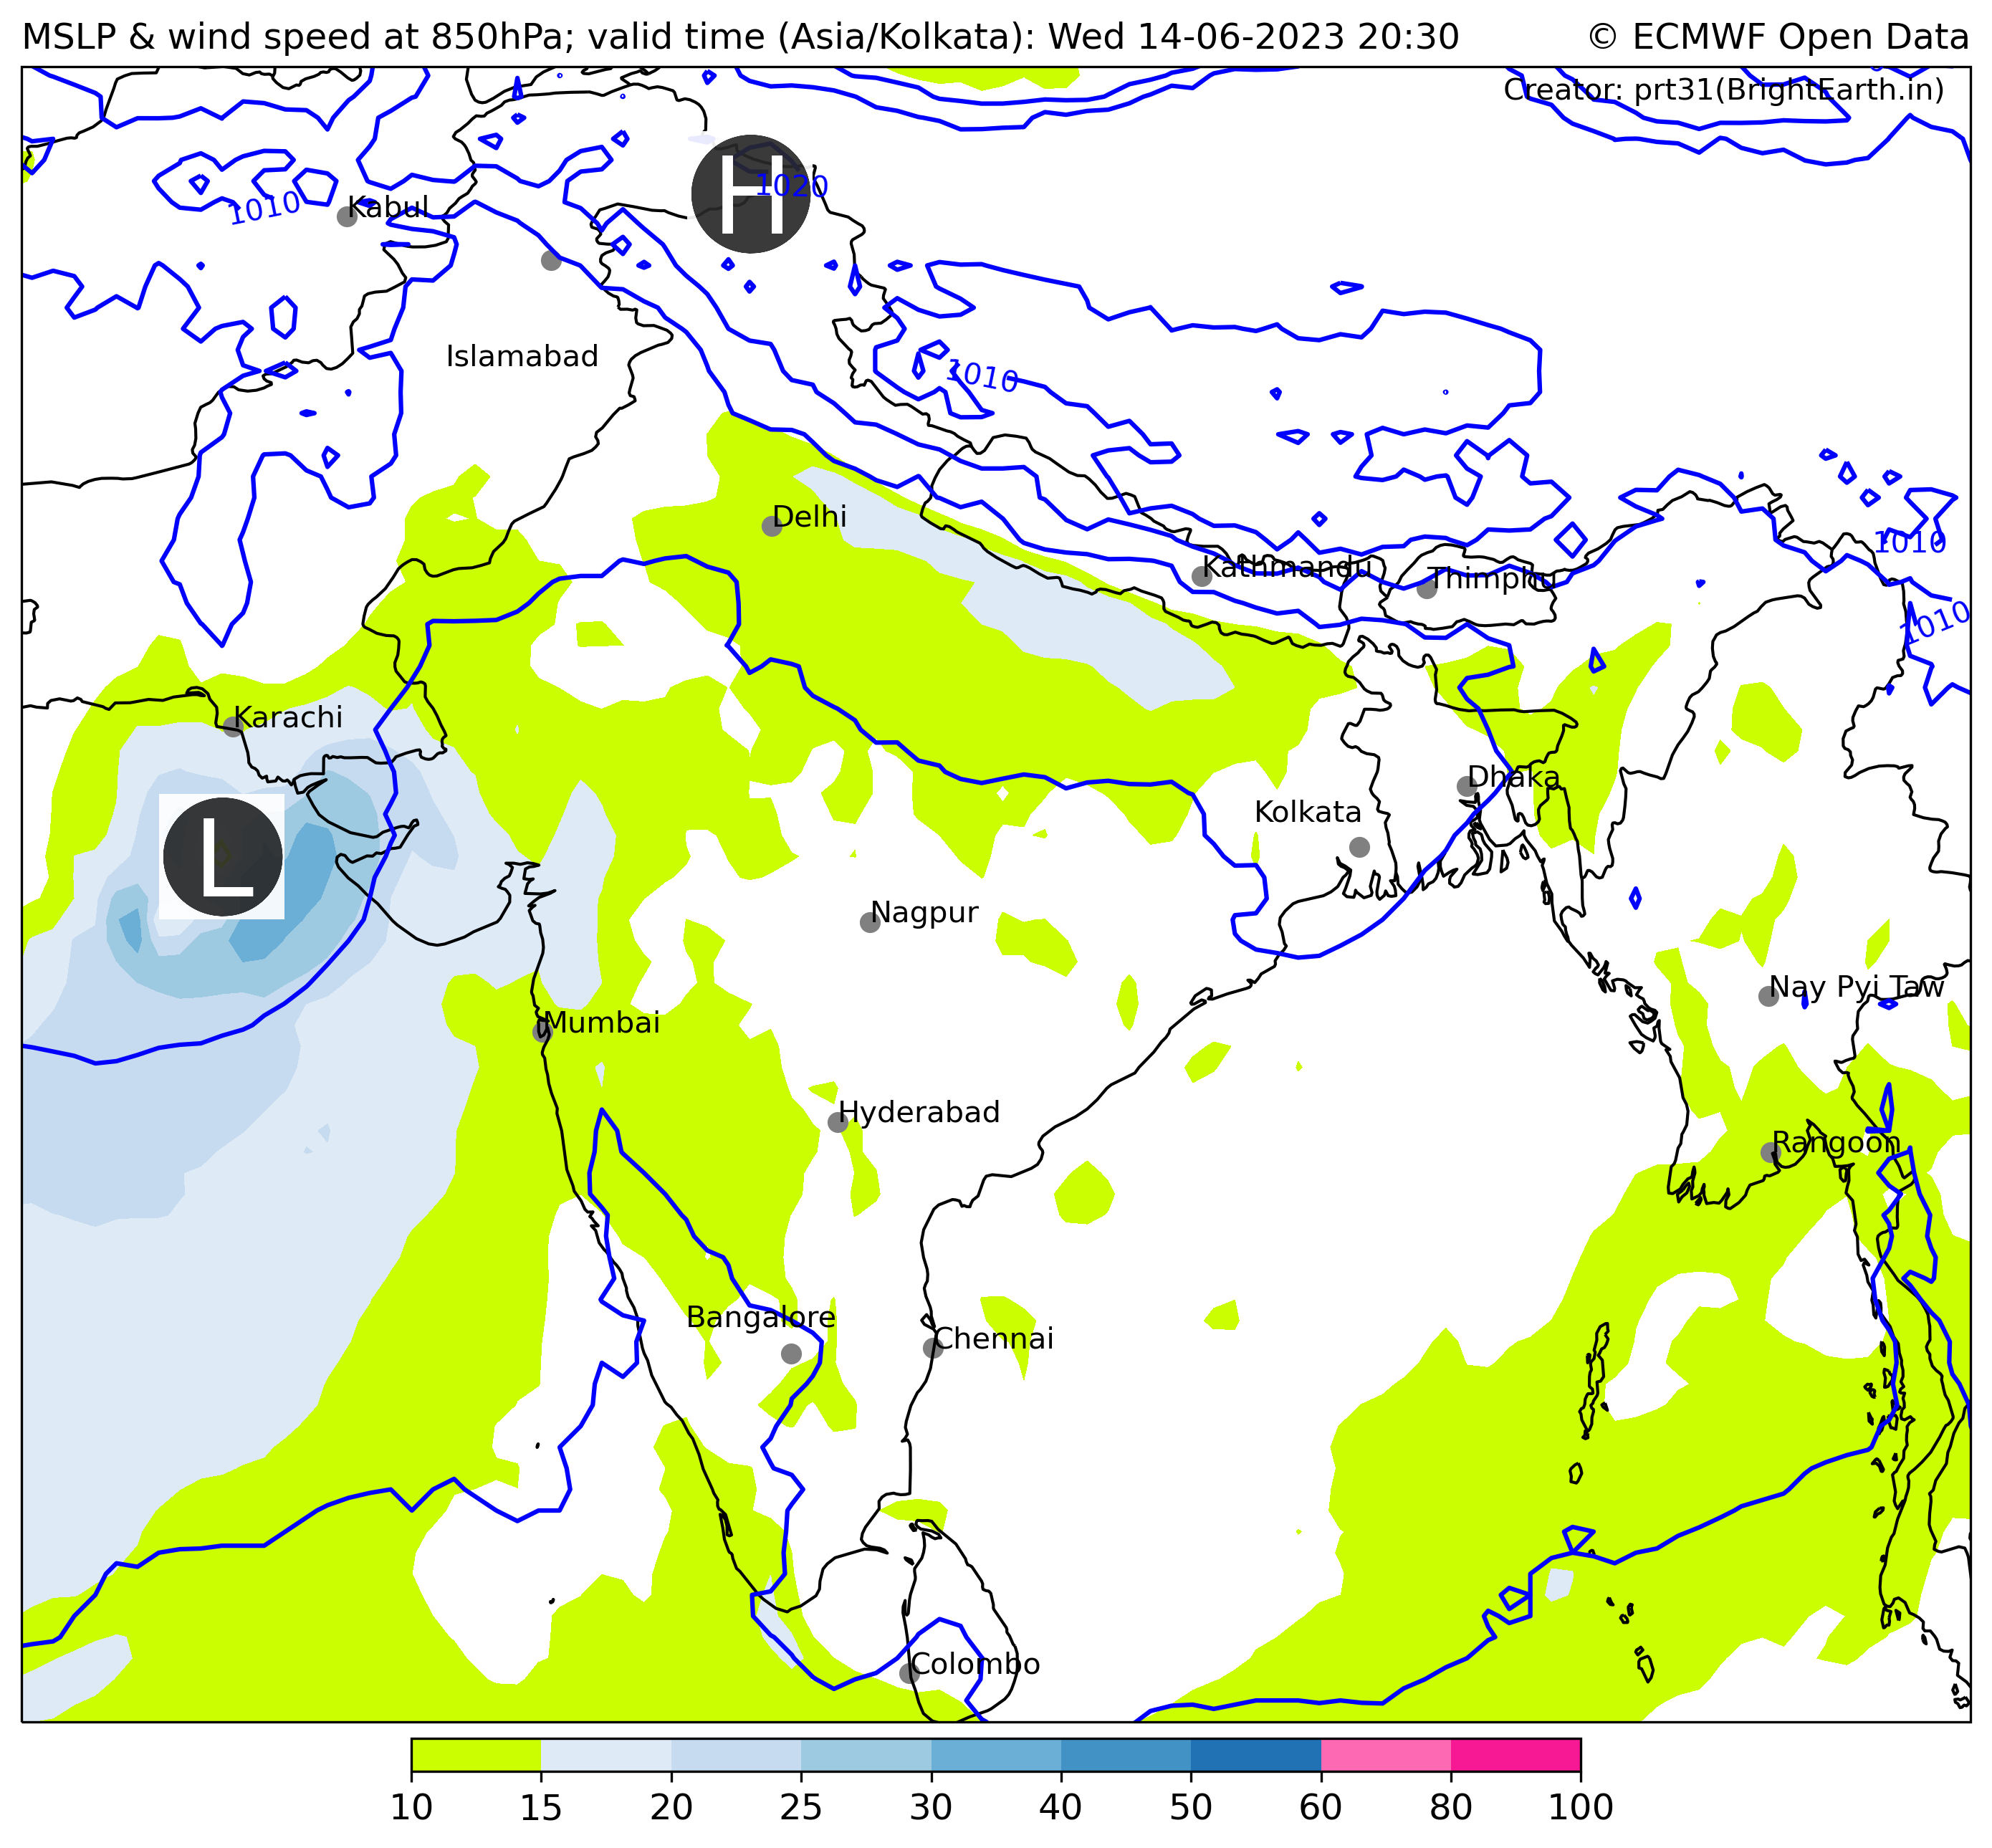 MSLP & wind speed at 850hPa; valid time (Asia/Kolkata): Wed 14-06-2023 20:30 © ECMWF Open Data
Creator: prt31(BrightEarth.in)
H
1020
1010
Kabul
Islamabad
1010
Delhi
1010
Kathmandu
Thimphu
1010
Karachi
Dhaka
Kolkata
L
Nagpur
Nay Pyi Taw
Mumbai
Hyderabad
Rangoon
Bangalore
Chennai
Colombo
10 15 20 25 30 40 50 60 80 100